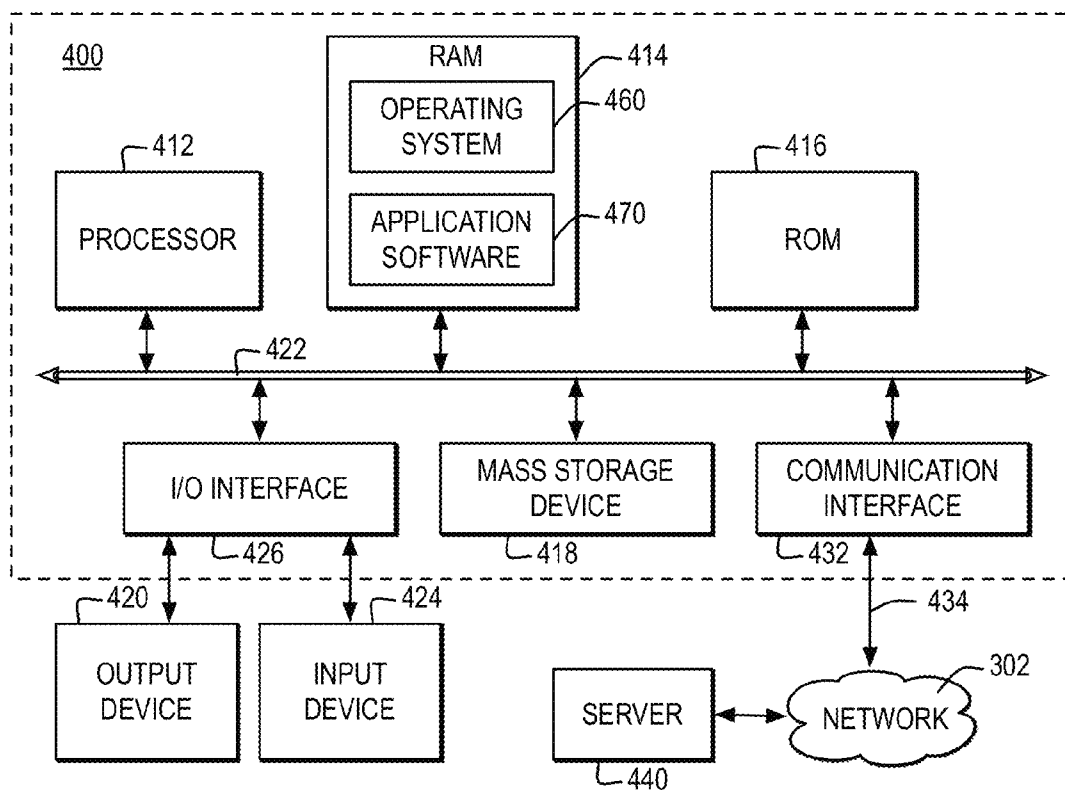 400
RAM
414
OPERATING
SYSTEM
460
412
416
PROCESSOR
APPLICATION
SOFTWARE
470
ROM
422
I/O INTERFACE
MASS STORAGE
DEVICE
COMMUNICATION
INTERFACE
426
418
432
420
424
434
OUTPUT
DEVICE
INPUT
DEVICE
302
SERVER
NETWORK
440